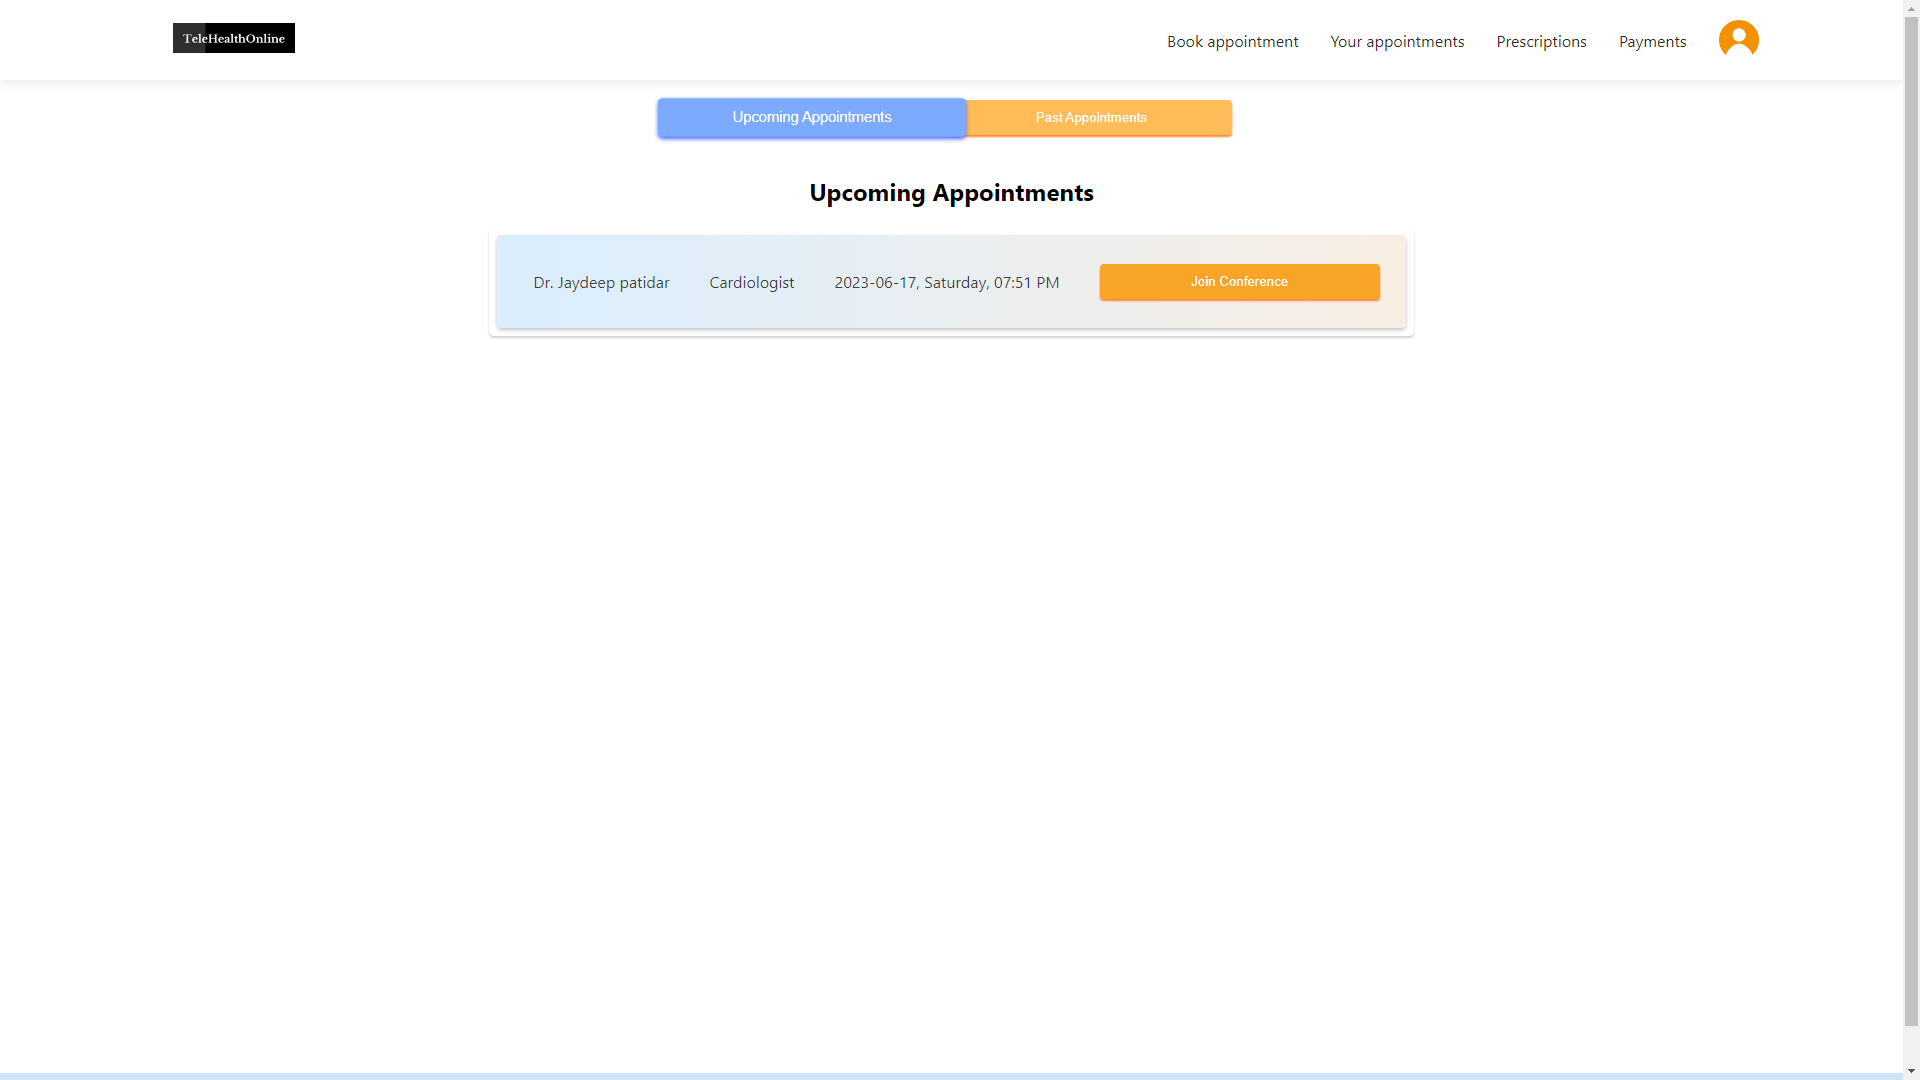 TeleHealthOnline
Book appointment Your appointments Prescriptions Payments
Upcoming Appointments Past Appointments
Upcoming Appointments
Dr. Jaydeep patidar Cardiologist 2023-06-17, Saturday, 07:51 PM Join Conference